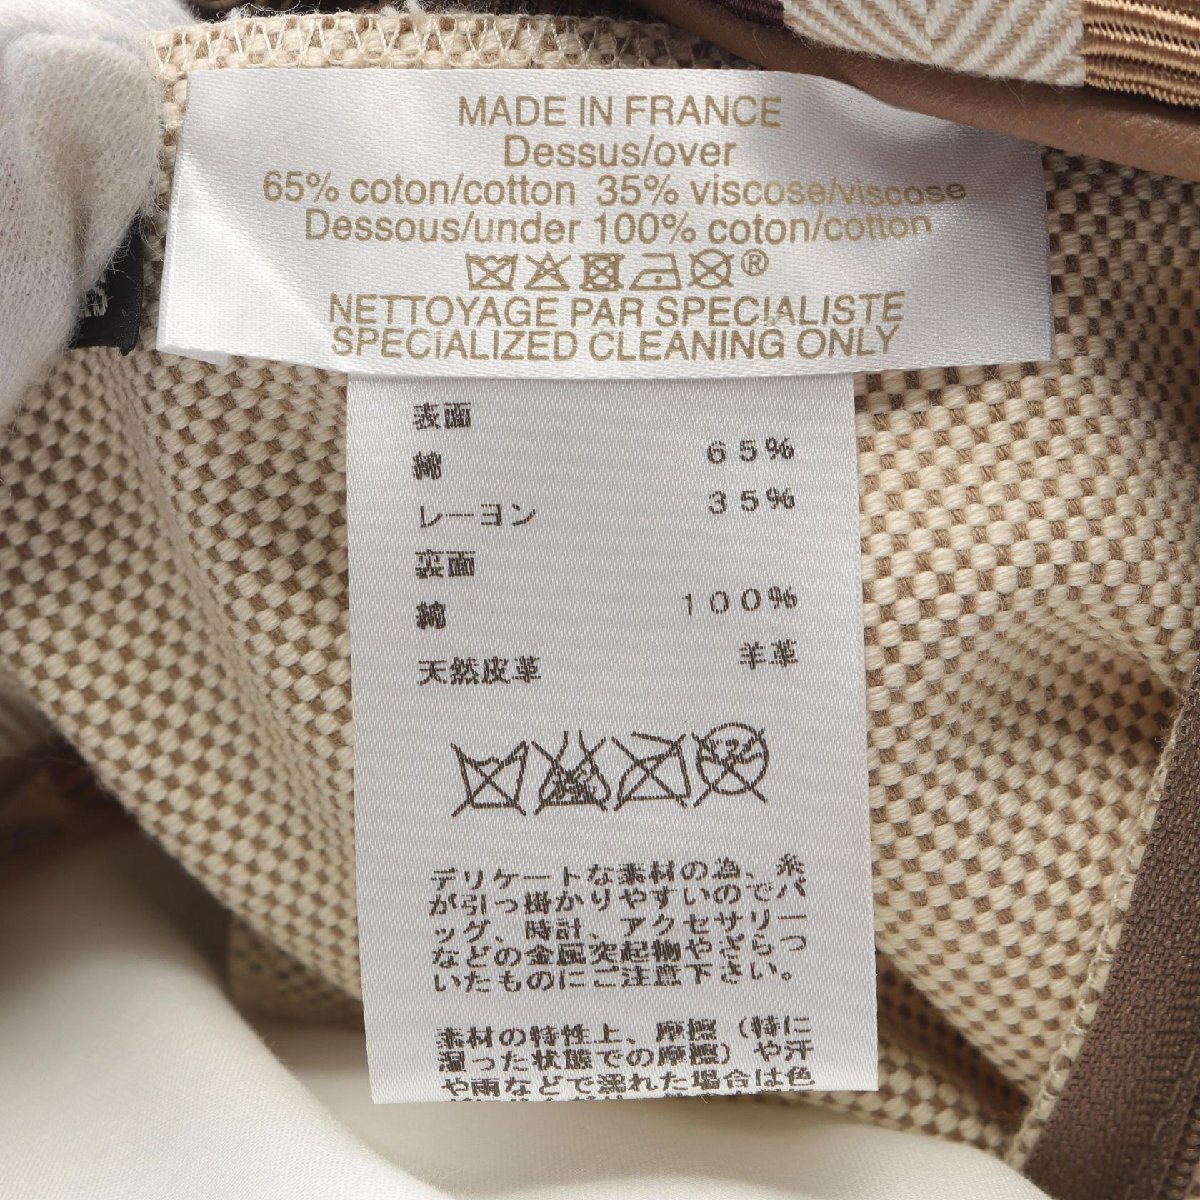 MADE IN FRANCE
Dessus/over
65% coton/cotton 35% viscose/viscose
Dessous/under 100% coton/cotton
®
NETTOYAGE PAR SPECIALISTE
SPECiALIZED CLEANING ONLY
表面
綿 65%
レーヨン 35%
裏面
綿 100%
天然皮革 羊革
デリケートな素材の為、糸
が引っ掛かりやすいのでバ
ッグ、時計、アクセサリー
などの金属突起物やざらつ
いたものにご注意下さい。
素材の特性上、摩擦（特に
湿った状態での摩擦）や汗
や雨などで濡れた場合は色